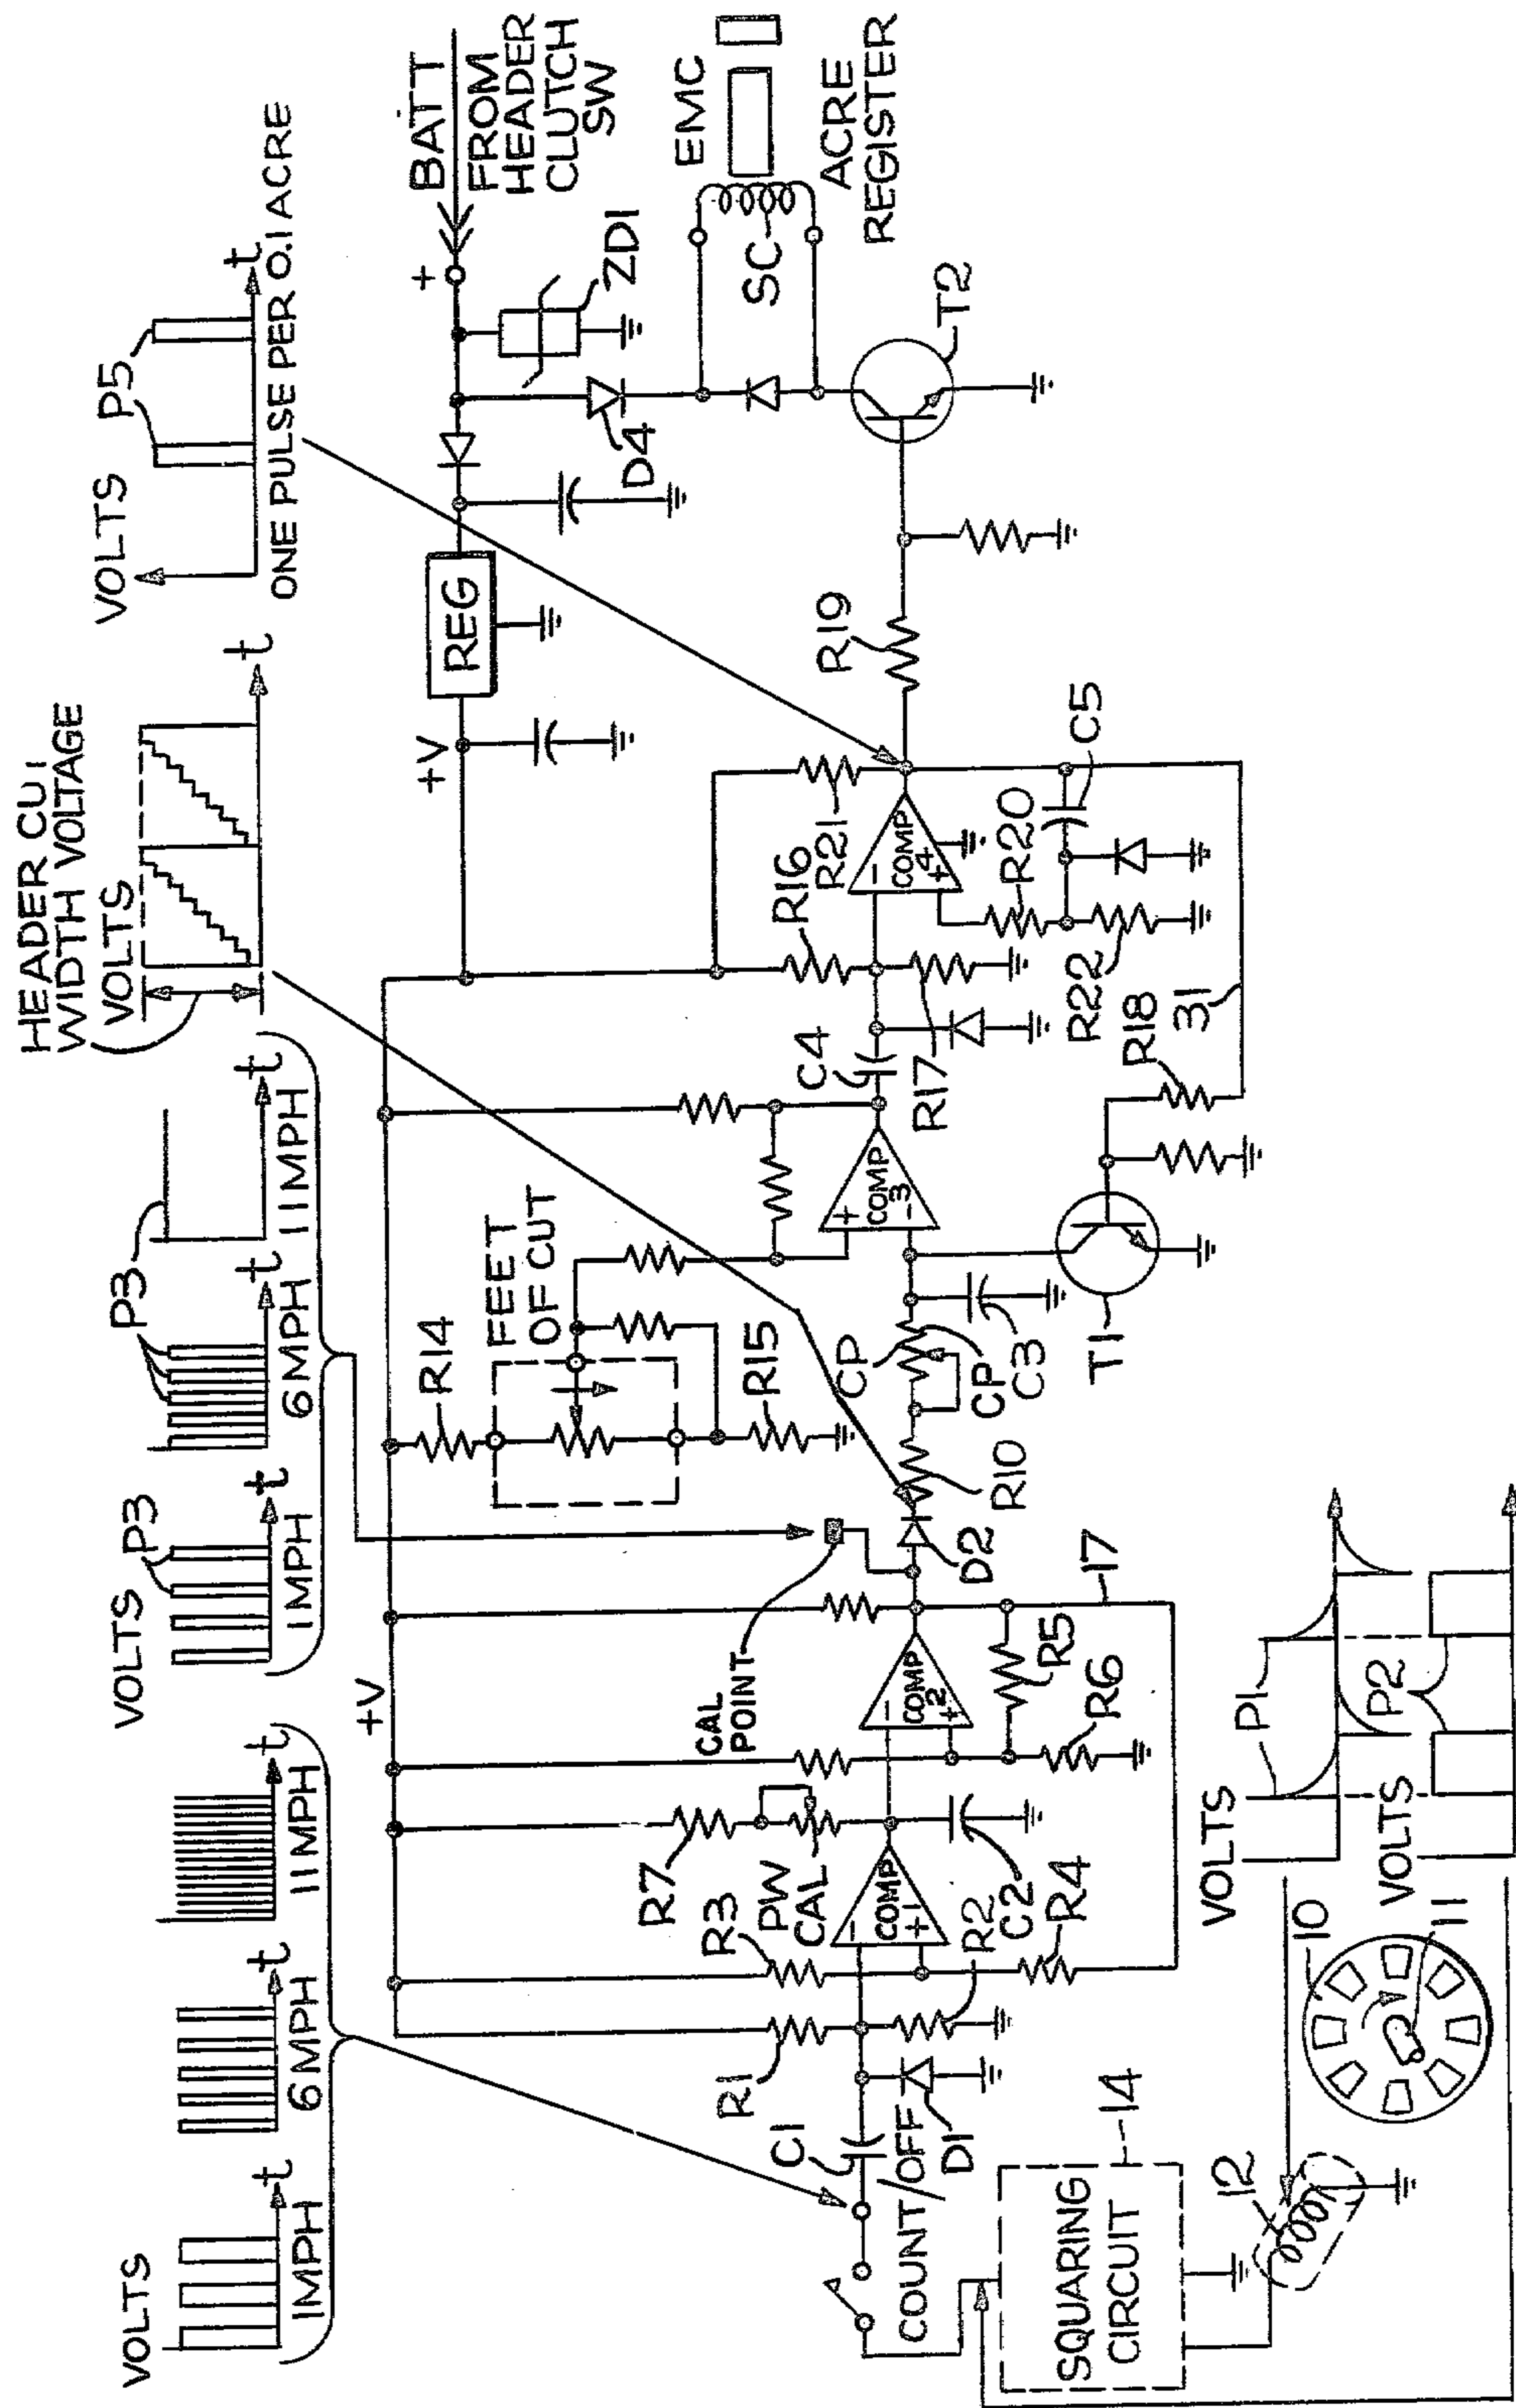 VOLTS
1MPH
t
6MPH
t
11MPH
t
VOLTS
P3
1MPH
t
P3
6MPH
t
11MPH
t
HEADER CU1
WIDTH VOLTAGE
VOLTS
t
VOLTS
P5
t
ONE PULSE PER 0.1 ACRE
+V
+V
REG
+
BATT
FROM
HEADER
CLUTCH
SW
ZD1
D4
EMC
SC
ACRE
REGISTER
T2
R19
R14
FEET
OF CUT
R15
R16
R21
C4
R17
COMP
3
+
-
COMP
4
-
+
R20
C5
R22
31
R18
T1
C3
CP
CP
R10
D2
CAL
POINT
17
R7
PW
CAL
R3
R1
COMP
1
-
+
COMP
2
-
+
R5
R6
C2
R4
R2
C1
D1
COUNT/OFF
SQUARING
CIRCUIT
14
12
10
11
VOLTS
P1
VOLTS
P2